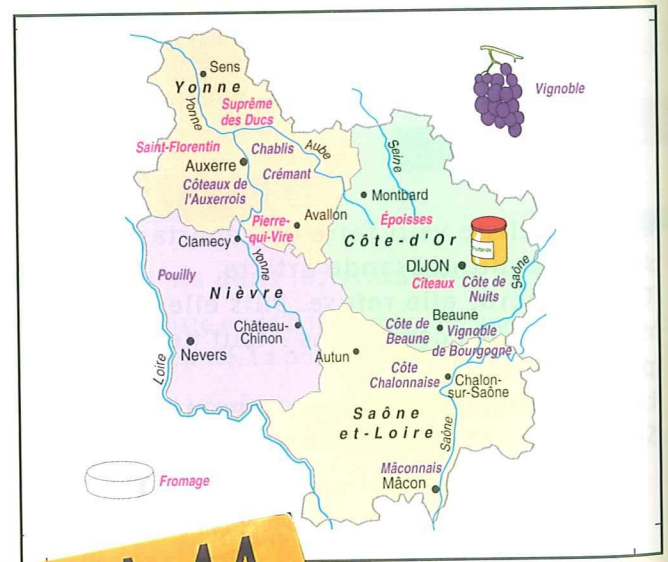 Sens
Yonne
Yonne
Suprême
des Ducs
Vignoble
Saint-Florentin
Chablis
Aube
Seine
Auxerre
Crémant
Côteaux de
l'Auxerrois
Montbard
Pierre-
qui-Vire
Avallon
Époisses
Clamecy
Yonne
Côte-d'Or
Moutarde
Pouilly
DIJON
Cîteaux
Côte de
Nuits
Saône
Nièvre
Château-
Chinon
Beaune
Côte de
Beaune
Vignoble
de Bourgogne
Nevers
Autun
Loire
Côte
Chalonnaise
Chalon-
sur-Saône
Saône
et-Loire
Saône
Mâconnais
Mâcon
Fromage